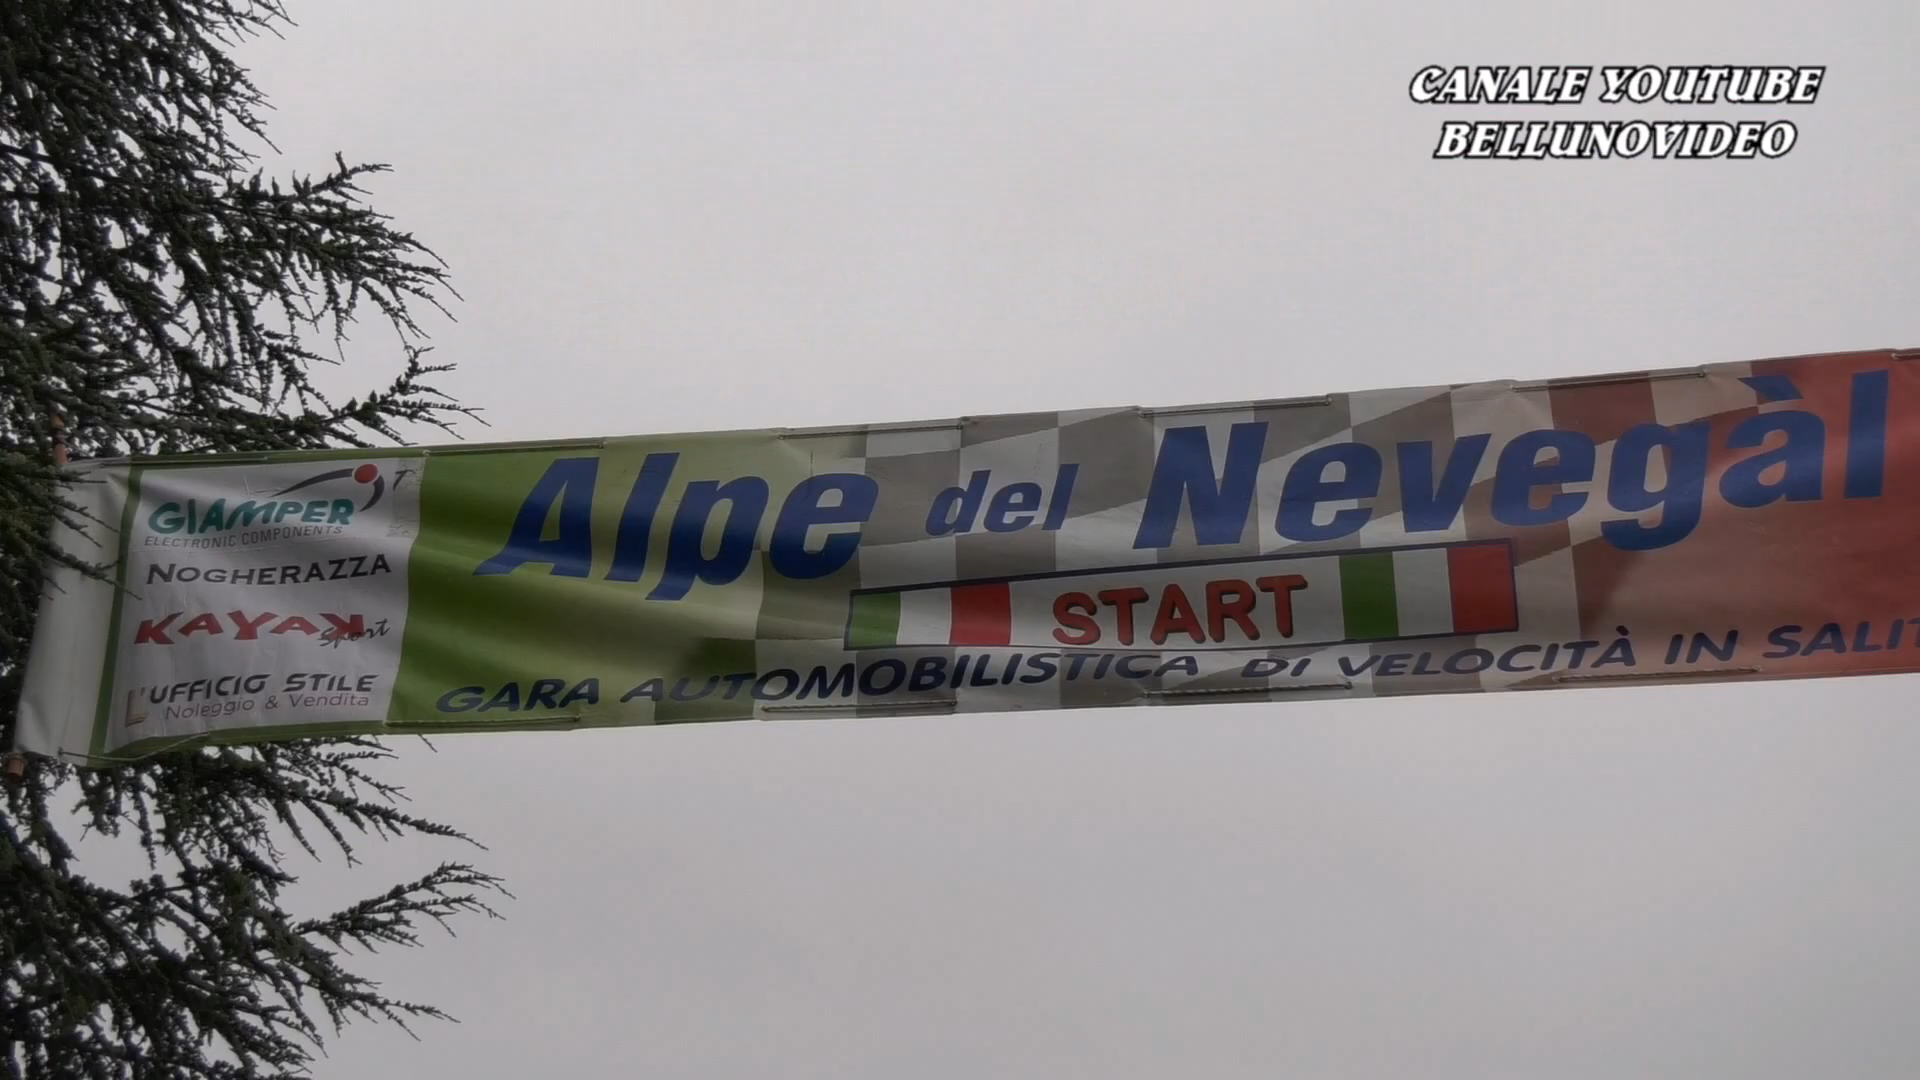 CANALE YOUTUBE
BELLUNOVIDEO
GIAMPER
ELECTRONIC COMPONENTS
NOGHERAZZA
KAYAK Sport
L'UFFICIO STILE
Noleggio & Vendita
Alpe del Nevegàl
START
GARA AUTOMOBILISTICA DI VELOCITÀ IN SALIT